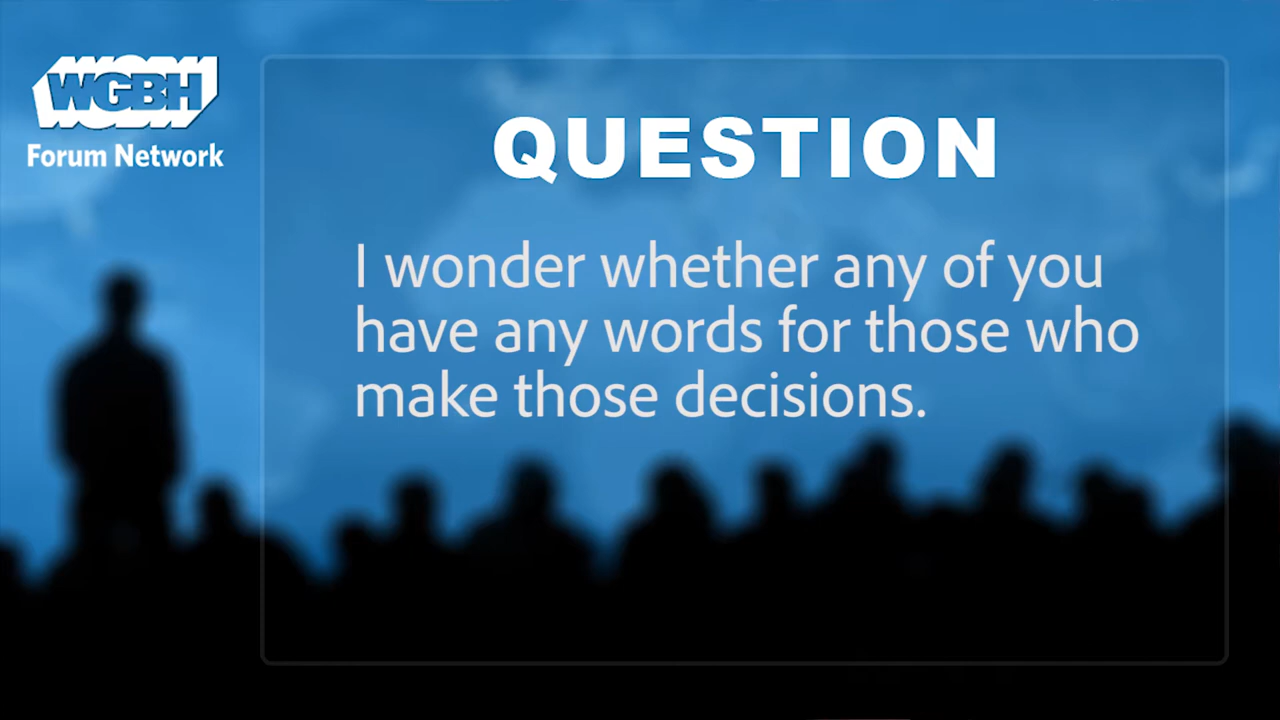 WGBH
Forum Network
QUESTION
I wonder whether any of you
have any words for those who
make those decisions.